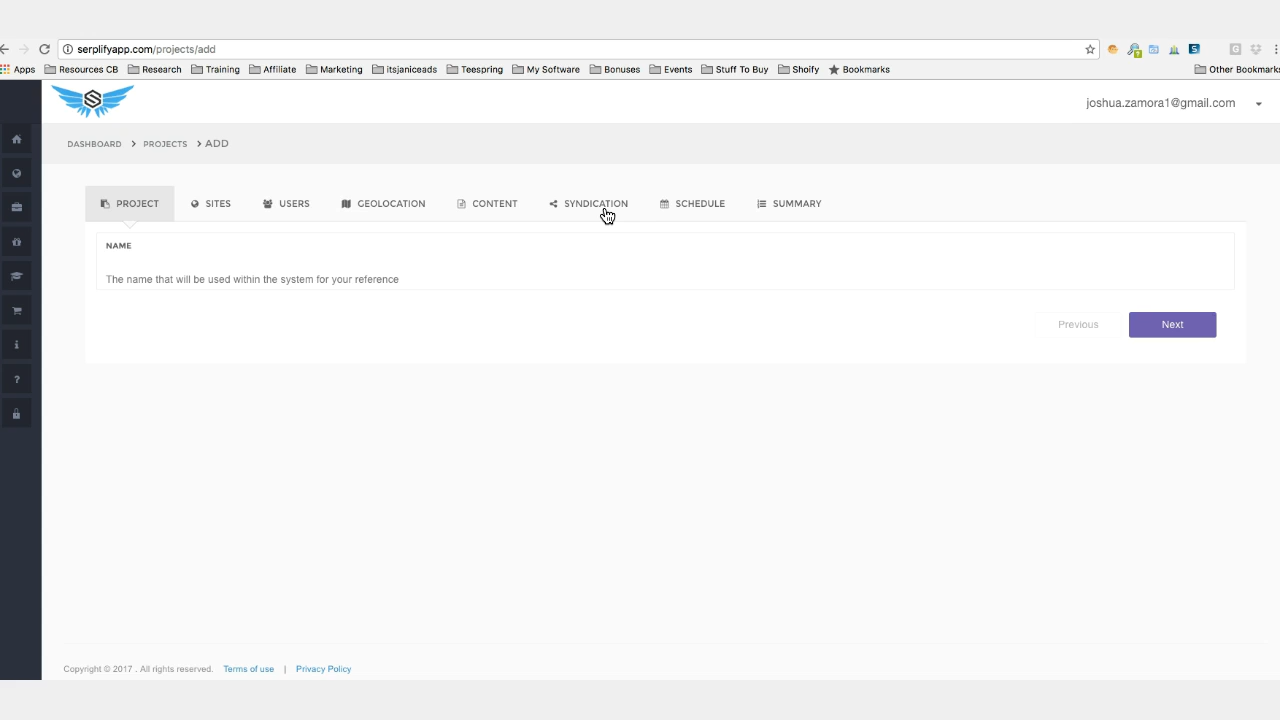 serplifyapp.com/projects/add
Apps Resources CB Research Training Affiliate Marketing itsjaniceads Teespring My Software Bonuses Events Stuff To Buy Shoify Bookmarks Other Bookmarks
joshua.zamora1@gmail.com
DASHBOARD > PROJECTS > ADD
PROJECT SITES USERS GEOLOCATION CONTENT SYNDICATION SCHEDULE SUMMARY
NAME
The name that will be used within the system for your reference
Previous Next
Copyright © 2017 . All rights reserved. Terms of use | Privacy Policy